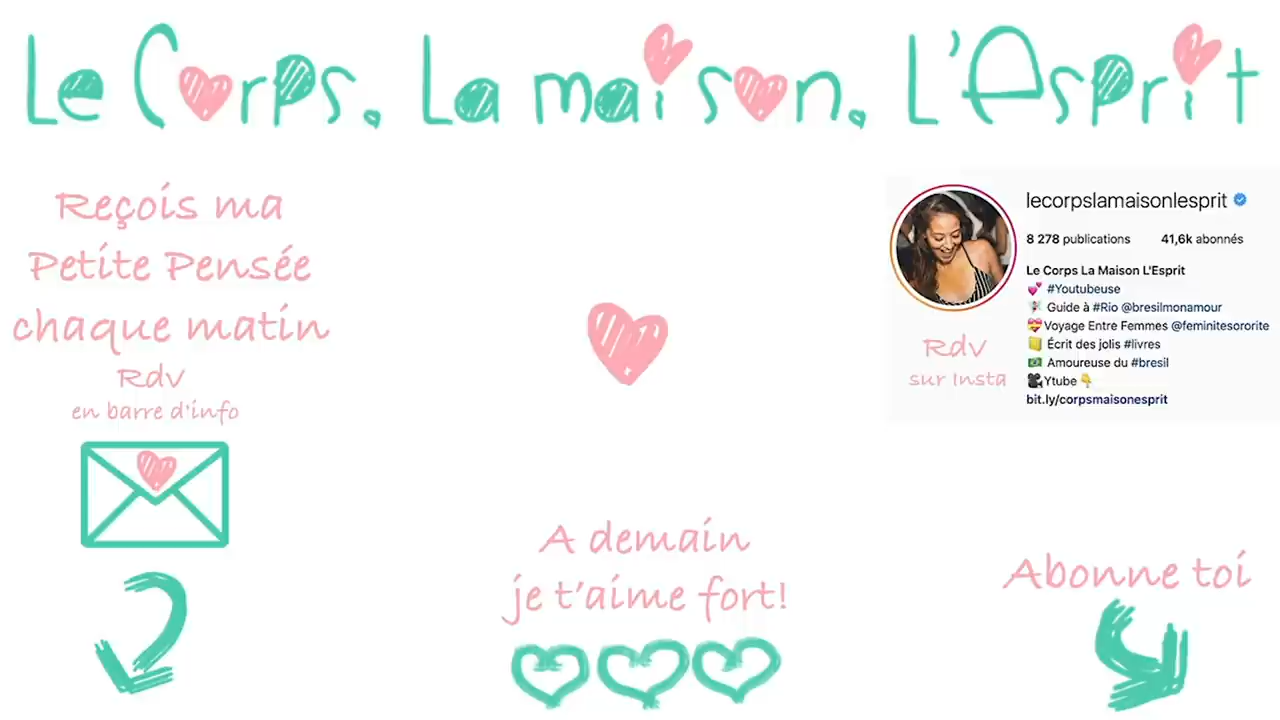 Le Corps. La maison. L'Esprit
Reçois ma
Petite Pensée
chaque matin
Rdv
en barre d'info
lecorpslamaisonlesprit
8 278 publications 41,6k abonnés
Le Corps La Maison L'Esprit
#Youtubeuse
Guide à #Rio @bresilmonamour
Voyage Entre Femmes @feminitesororite
Écrit des jolis #livres
Amoureuse du #bresil
Ytube
bit.ly/corpsmaisonesprit
Rdv
sur Insta
A demain
je t'aime fort!
Abonne toi